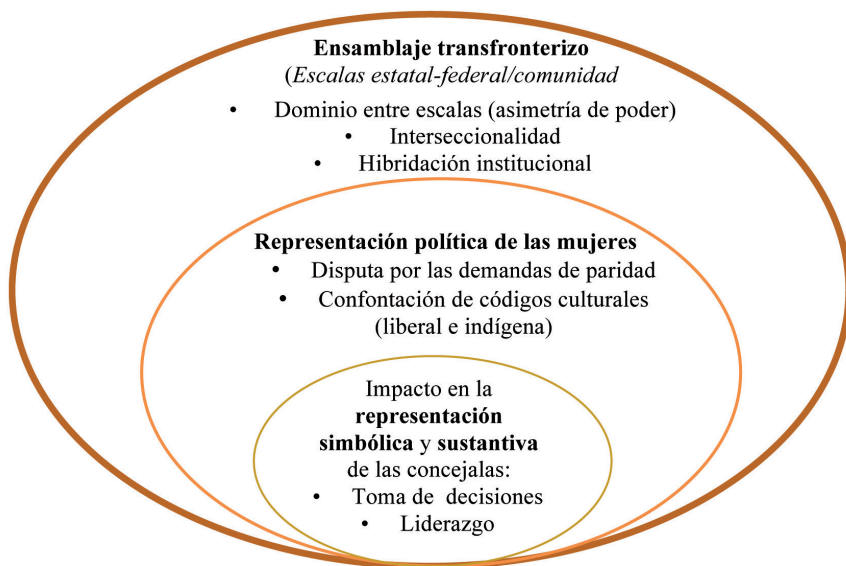 Ensamblaje transfronterizo
(Escalas estatal-federal/comunidad
• Dominio entre escalas (asimetría de poder)
• Interseccionalidad
• Hibridación institucional
Representación política de las mujeres
• Disputa por las demandas de paridad
• Confontación de códigos culturales
(liberal e indígena)
Impacto en la
representación
simbólica y sustantiva
de las concejalas:
• Toma de decisiones
• Liderazgo